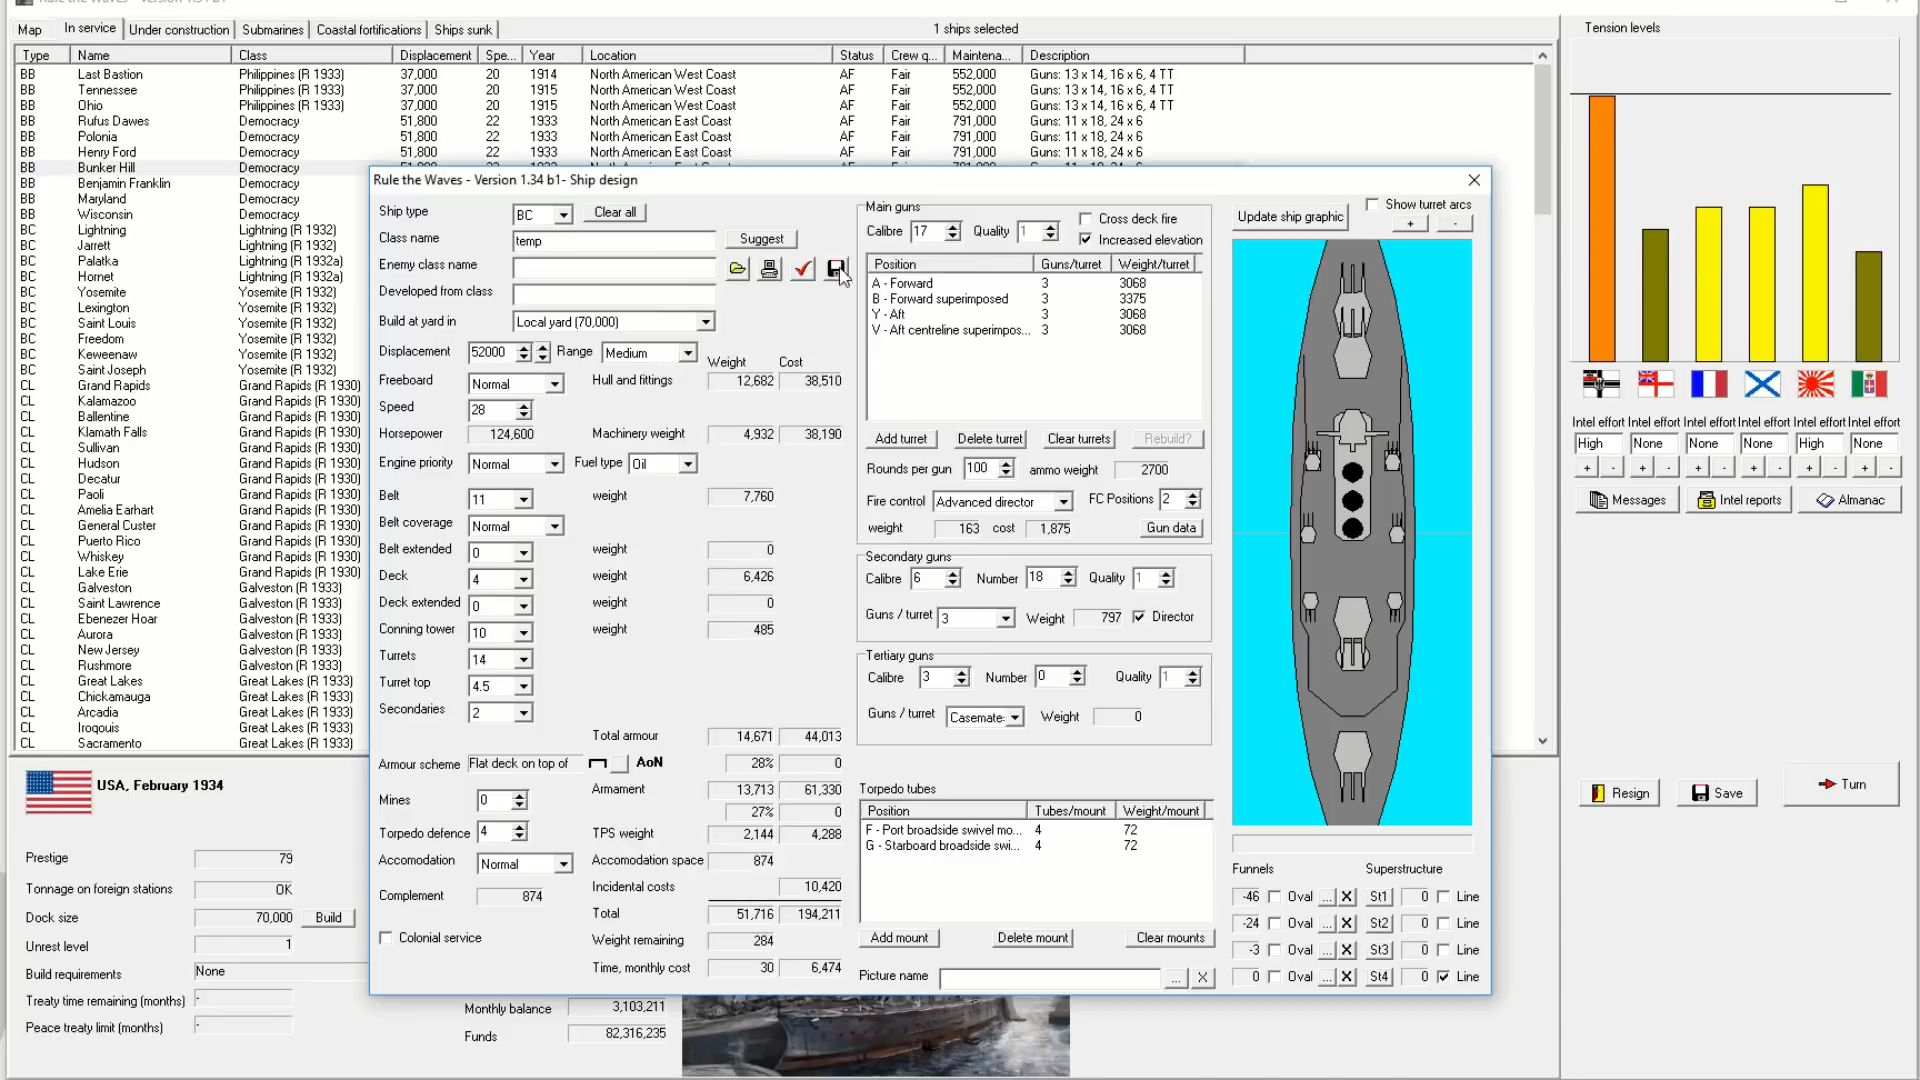 Rule the Waves - Version 1.34 b1
Map
In service
Under construction
Submarines
Coastal fortifications
Ships sunk
1 ships selected
Type Name Class Displacement Spe... Year Location Status Crew q... Maintena... Description
BB Last Bastion Philippines (R 1933) 37,000 20 1914 North American West Coast AF Fair 552,000 Guns: 13 x 14, 16 x 6, 4 TT
BB Tennessee Philippines (R 1933) 37,000 20 1915 North American West Coast AF Fair 552,000 Guns: 13 x 14, 16 x 6, 4 TT
BB Ohio Philippines (R 1933) 37,000 20 1915 North American West Coast AF Fair 552,000 Guns: 13 x 14, 16 x 6, 4 TT
BB Rufus Dawes Democracy 51,800 22 1933 North American East Coast AF Fair 791,000 Guns: 11 x 18, 24 x 6
BB Polonia Democracy 51,800 22 1933 North American East Coast AF Fair 791,000 Guns: 11 x 18, 24 x 6
BB Henry Ford Democracy 51,800 22 1933 North American East Coast AF Fair 791,000 Guns: 11 x 18, 24 x 6
BB Bunker Hill Democracy
BB Benjamin Franklin Democracy
BB Maryland Democracy
BB Wisconsin Democracy
BC Lightning Lightning (R 1932)
BC Jarrett Lightning (R 1932)
BC Palatka Lightning (R 1932a)
BC Hornet Lightning (R 1932a)
BC Yosemite Yosemite (R 1932)
BC Lexington Yosemite (R 1932)
BC Saint Louis Yosemite (R 1932)
BC Freedom Yosemite (R 1932)
BC Keweenaw Yosemite (R 1932)
BC Saint Joseph Yosemite (R 1932)
CL Grand Rapids Grand Rapids (R 1930)
CL Kalamazoo Grand Rapids (R 1930)
CL Ballentine Grand Rapids (R 1930)
CL Klamath Falls Grand Rapids (R 1930)
CL Sullivan Grand Rapids (R 1930)
CL Hudson Grand Rapids (R 1930)
CL Decatur Grand Rapids (R 1930)
CL Paoli Grand Rapids (R 1930)
CL Amelia Earhart Grand Rapids (R 1930)
CL General Custer Grand Rapids (R 1930)
CL Puerto Rico Grand Rapids (R 1930)
CL Whiskey Grand Rapids (R 1930)
CL Lake Erie Grand Rapids (R 1930)
CL Galveston Galveston (R 1933)
CL Saint Lawrence Galveston (R 1933)
CL Ebenezer Hoar Galveston (R 1933)
CL Aurora Galveston (R 1933)
CL New Jersey Galveston (R 1933)
CL Rushmore Galveston (R 1933)
CL Great Lakes Great Lakes (R 1933)
CL Chickamauga Great Lakes (R 1933)
CL Arcadia Great Lakes (R 1933)
CL Iroquois Great Lakes (R 1933)
CL Sacramento Great Lakes (R 1933)
USA, February 1934
Prestige 79
Tonnage on foreign stations OK
Dock size 70,000 Build
Unrest level 1
Build requirements None
Treaty time remaining (months) -
Peace treaty limit (months) -
Monthly balance 3,103,211
Funds 82,316,235
Rule the Waves - Version 1.34 b1- Ship design
Ship type BC Clear all
Class name temp Suggest
Enemy class name
Developed from class
Build at yard in Local yard (70,000)
Displacement 52000 Range Medium Weight Cost
Freeboard Normal Hull and fittings 12,682 38,510
Speed 28
Horsepower 124,600 Machinery weight 4,932 38,190
Engine priority Normal Fuel type Oil
Belt 11 weight 7,760
Belt coverage Normal
Belt extended 0 weight 0
Deck 4 weight 6,426
Deck extended 0 weight 0
Conning tower 10 weight 485
Turrets 14
Turret top 4.5
Secondaries 2
Total armour 14,671 44,013
Armour scheme Flat deck on top of AoN 28% 0
Armament 13,713 61,330
Mines 0 27% 0
Torpedo defence 4 TPS weight 2,144 4,288
Accomodation Normal Accomodation space 874
Incidental costs 10,420
Complement 874
Total 51,716 194,211
Colonial service
Weight remaining 284
Time, monthly cost 30 6,474
Main guns
Calibre 17 Quality 1 Cross deck fire
Increased elevation
Position Guns/turret Weight/turret
A - Forward 3 3068
B - Forward superimposed 3 3375
Y - Aft 3 3068
V - Aft centreline superimpos... 3 3068
Add turret Delete turret Clear turrets Rebuild?
Rounds per gun 100 ammo weight 2700
Fire control Advanced director FC Positions 2
weight 163 cost 1,875 Gun data
Secondary guns
Calibre 6 Number 18 Quality 1
Guns / turret 3 Weight 797 Director
Tertiary guns
Calibre 3 Number 0 Quality 1
Guns / turret Casemate: Weight 0
Torpedo tubes
Position Tubes/mount Weight/mount
F - Port broadside swivel mo... 4 72
G - Starboard broadside swi... 4 72
Add mount Delete mount Clear mounts
Picture name ... X
Update ship graphic
Show turret arcs
+ -
Funnels Superstructure
-46 Oval ... X St1 0 Line
-24 Oval ... X St2 0 Line
-3 Oval ... X St3 0 Line
0 Oval ... X St4 0 Line
Tension levels
Intel effort Intel effort Intel effort Intel effort Intel effort Intel effort
High None None None High None
+ - + - + - + - + - + -
Messages
Intel reports
Almanac
Resign
Save
Turn